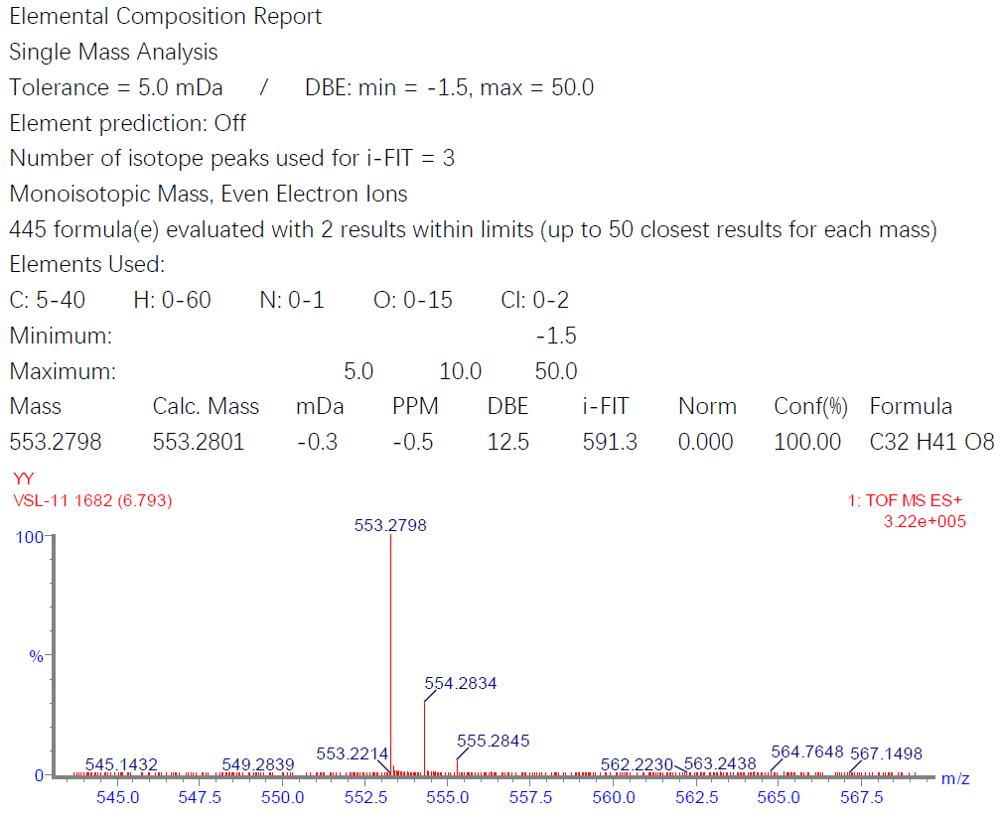 Elemental Composition Report
Single Mass Analysis
Tolerance = 5.0 mDa / DBE: min = -1.5, max = 50.0
Element prediction: Off
Number of isotope peaks used for i-FIT = 3
Monoisotopic Mass, Even Electron Ions
445 formula(e) evaluated with 2 results within limits (up to 50 closest results for each mass)
Elements Used:
C: 5-40 H: 0-60 N: 0-1 O: 0-15 Cl: 0-2
Minimum: -1.5
Maximum: 5.0 10.0 50.0
Mass Calc. Mass mDa PPM DBE i-FIT Norm Conf(%) Formula
553.2798 553.2801 -0.3 -0.5 12.5 591.3 0.000 100.00 C32 H41 O8
YY
VSL-11 1682 (6.793) 1: TOF MS ES+
3.22e+005
553.2798
100
%
554.2834
555.2845
553.2214
545.1432 549.2839 562.2230 563.2438 564.7648 567.1498
0 m/z
545.0 547.5 550.0 552.5 555.0 557.5 560.0 562.5 565.0 567.5